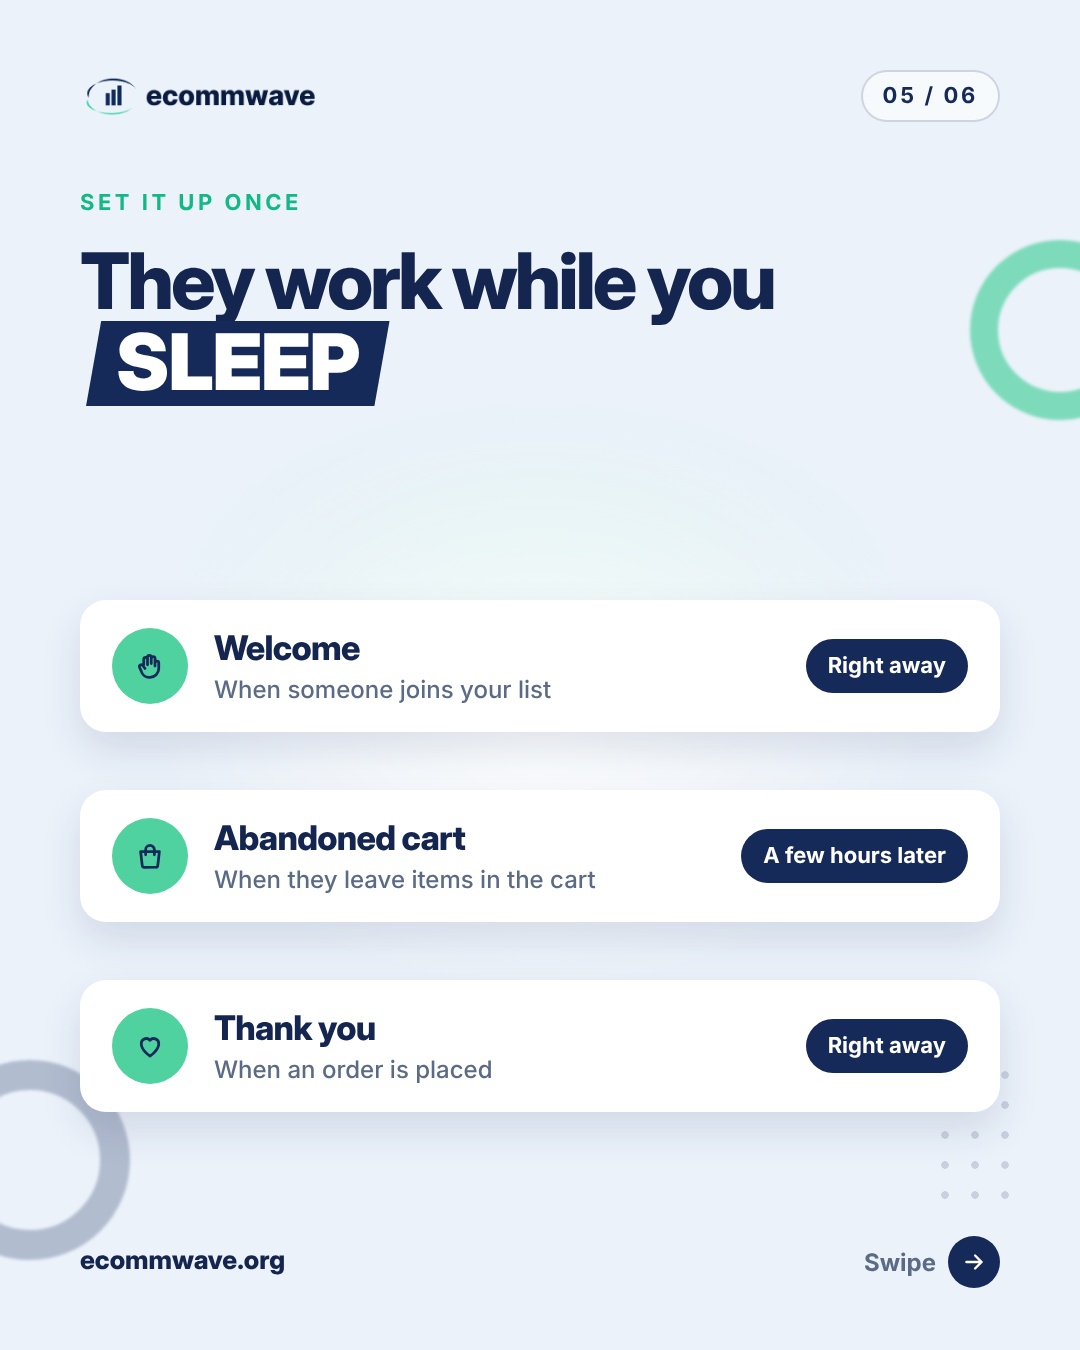 ecommwave
05 / 06
SET IT UP ONCE
They work while you
SLEEP
Welcome
When someone joins your list
Right away
Abandoned cart
When they leave items in the cart
A few hours later
Thank you
When an order is placed
Right away
ecommwave.org
Swipe